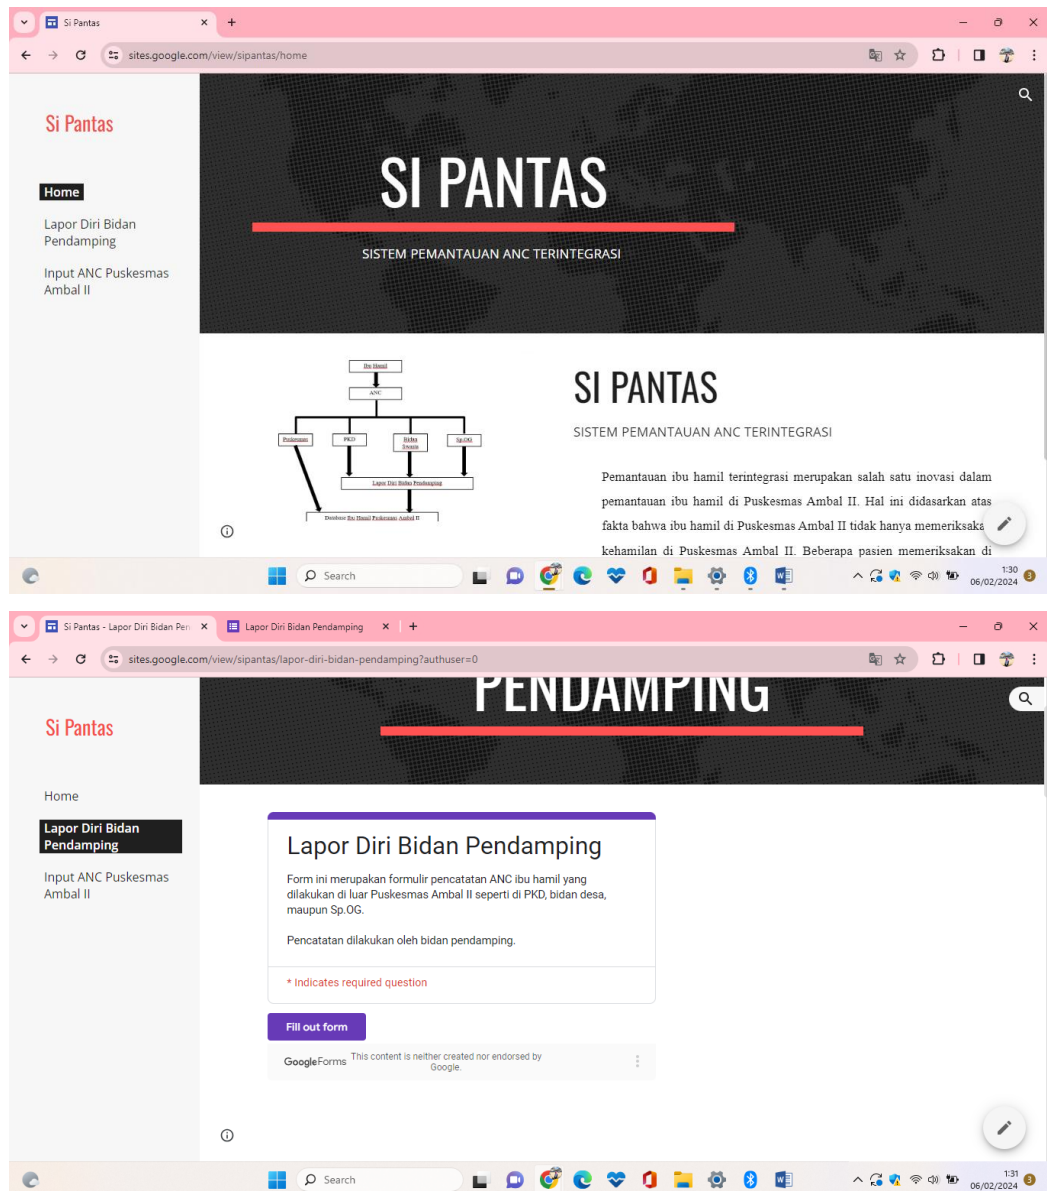 Si Pantas
sites.google.com/view/sipantas/home
Si Pantas
Home
Lapor Diri Bidan
Pendamping
Input ANC Puskesmas
Ambal II
SI PANTAS
SISTEM PEMANTAUAN ANC TERINTEGRASI
Ibu Hamil
ANC
Puskesmas
PKD
Bidan
Swasta
Sp.OG
Lapor Diri Bidan Pendamping
Database Ibu Hamil Puskesmas Ambal II
SI PANTAS
SISTEM PEMANTAUAN ANC TERINTEGRASI
Pemantauan ibu hamil terintegrasi merupakan salah satu inovasi dalam
pemantauan ibu hamil di Puskesmas Ambal II. Hal ini didasarkan atas
fakta bahwa ibu hamil di Puskesmas Ambal II tidak hanya memeriksaka
kehamilan di Puskesmas Ambal II. Beberapa pasien memeriksakan di
Search
1:30
06/02/2024
3
Si Pantas - Lapor Diri Bidan Pen
Lapor Diri Bidan Pendamping
sites.google.com/view/sipantas/lapor-diri-bidan-pendamping?authuser=0
Si Pantas
Home
Lapor Diri Bidan
Pendamping
Input ANC Puskesmas
Ambal II
PENDAMPING
Lapor Diri Bidan Pendamping
Form ini merupakan formulir pencatatan ANC ibu hamil yang
dilakukan di luar Puskesmas Ambal II seperti di PKD, bidan desa,
maupun Sp.OG.
Pencatatan dilakukan oleh bidan pendamping.
* Indicates required question
Fill out form
GoogleForms
This content is neither created nor endorsed by
Google.
Search
1:31
06/02/2024
3